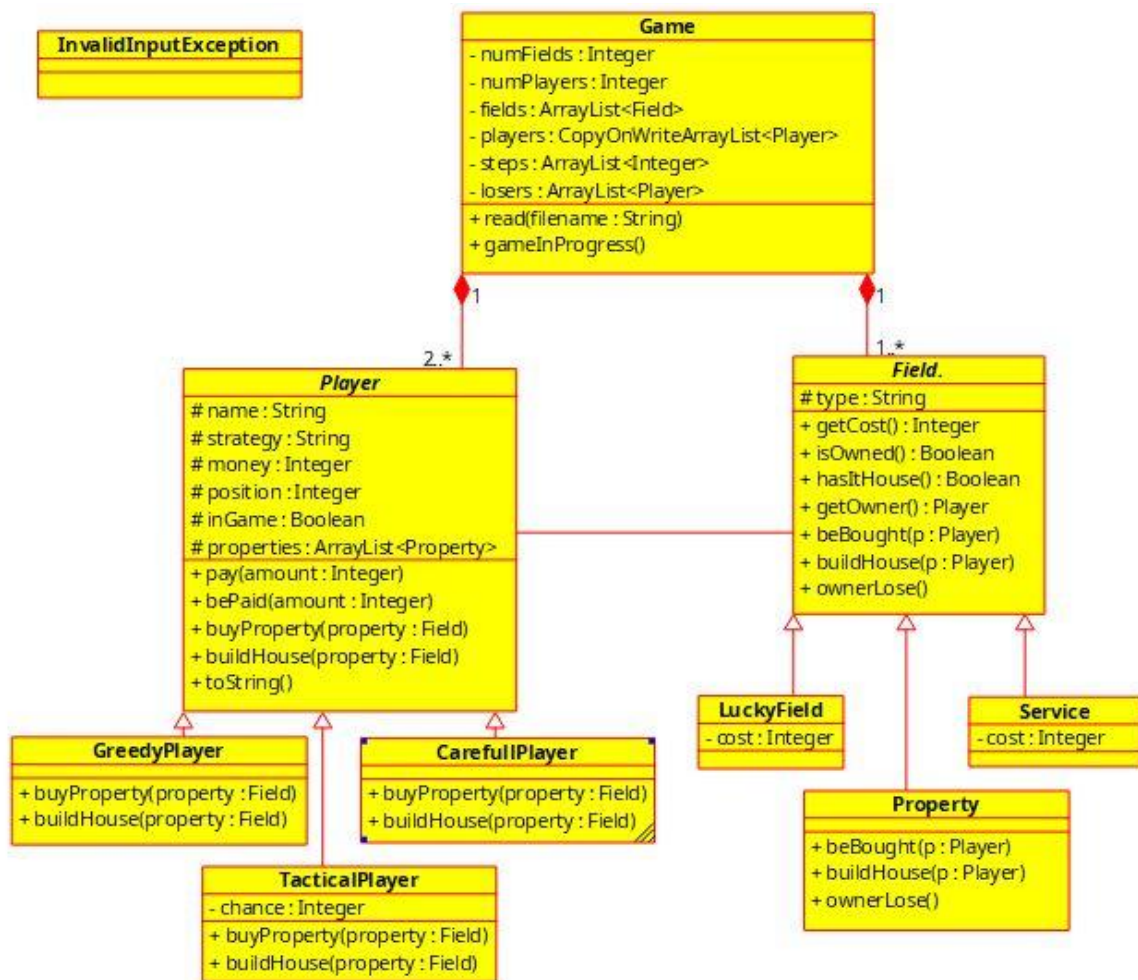 InvalidInputException
Game
- numFields : Integer
- numPlayers : Integer
- fields : ArrayList<Field>
- players : CopyOnWriteArrayList<Player>
- steps : ArrayList<Integer>
- losers : ArrayList<Player>
+ read(filename : String)
+ gameInProgress()
1
1
2..*
1..*
Player
# name : String
# strategy : String
# money : Integer
# position : Integer
# inGame : Boolean
# properties : ArrayList<Property>
+ pay(amount : Integer)
+ bePaid(amount : Integer)
+ buyProperty(property : Field)
+ buildHouse(property : Field)
+ toString()
Field.
# type : String
+ getCost() : Integer
+ isOwned() : Boolean
+ hasItHouse() : Boolean
+ getOwner() : Player
+ beBought(p : Player)
+ buildHouse(p : Player)
+ ownerLose()
GreedyPlayer
+ buyProperty(property : Field)
+ buildHouse(property : Field)
CarefullPlayer
+ buyProperty(property : Field)
+ buildHouse(property : Field)
TacticalPlayer
- chance : Integer
+ buyProperty(property : Field)
+ buildHouse(property : Field)
LuckyField
- cost : Integer
Service
- cost : Integer
Property
+ beBought(p : Player)
+ buildHouse(p : Player)
+ ownerLose()